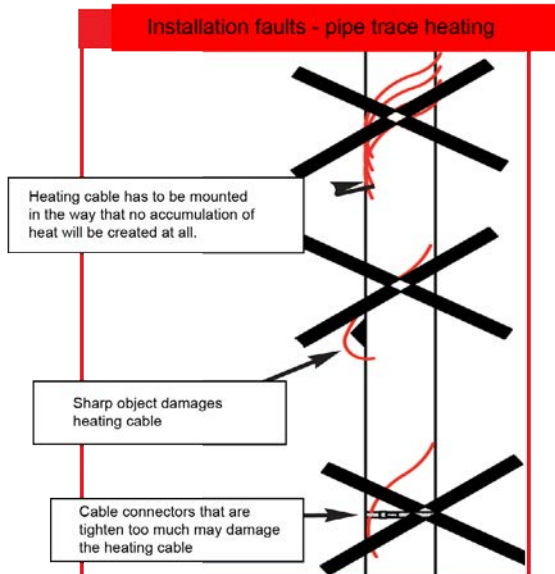 Installation faults - pipe trace heating
Heating cable has to be mounted
in the way that no accumulation of
heat will be created at all.
Sharp object damages
heating cable
Cable connectors that are
tighten too much may damage
the heating cable